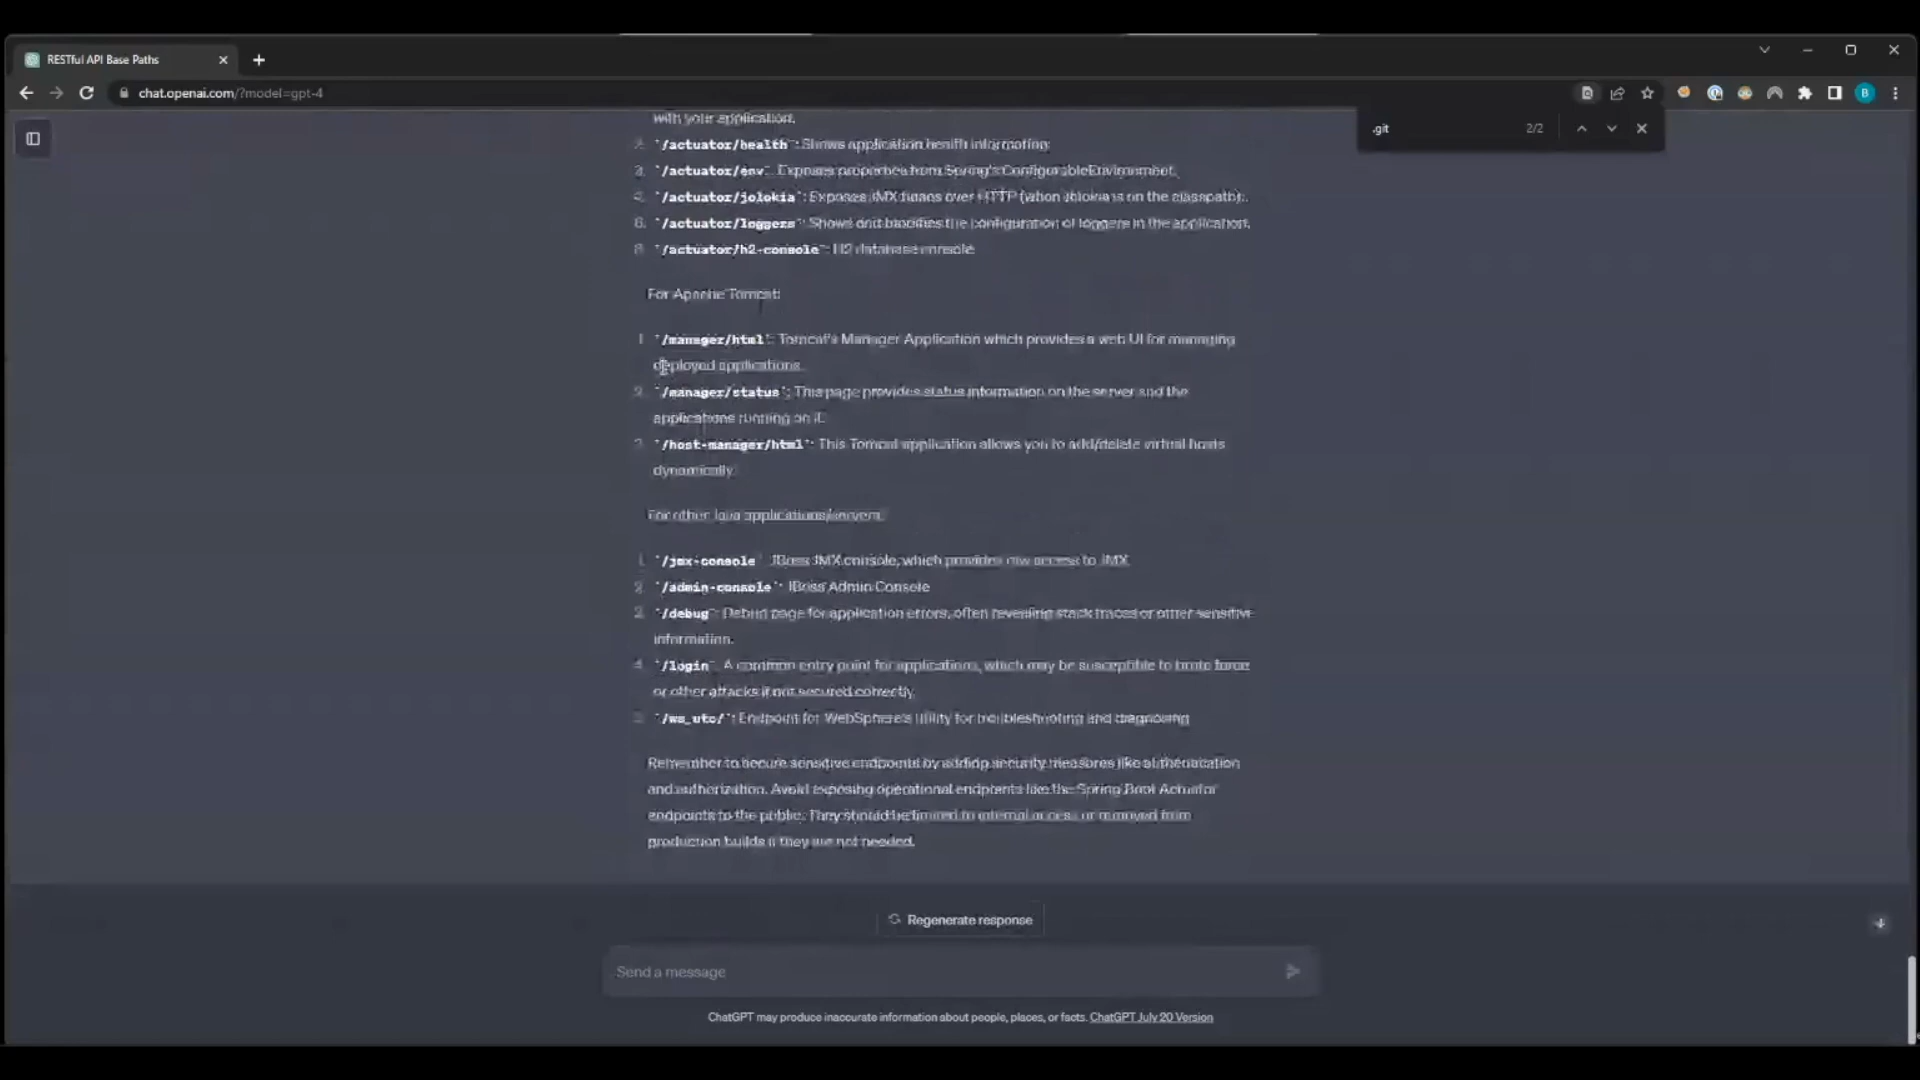 RESTful API Base Paths
chat.openai.com/?model=gpt-4
.git 2/2
with your application.
`/actuator/health`: Shows application health information.
3. `/actuator/env`: Exposes properties from Spring's ConfigurableEnvironment.
`/actuator/jolokia`: Exposes JMX beans over HTTP (when Jolokia is on the classpath).
`/actuator/loggers`: Shows and modifies the configuration of loggers in the application.
`/actuator/h2-console`: H2 database console
For Apache Tomcat:
1. `/manager/html`: Tomcat's Manager Application which provides a web UI for managing
deployed applications.
2. `/manager/status`: This page provides status information on the server and the
applications running on it.
`/host-manager/html`: This Tomcat application allows you to add/delete virtual hosts
dynamically.
For other Java applications/servers:
1. `/jmx-console`: JBoss JMX console, which provides raw access to JMX.
2. `/admin-console`: JBoss Admin Console
`/debug`: Debug page for application errors, often revealing stack traces or other sensitive
information.
4. `/login`: A common entry point for applications, which may be susceptible to brute force
or other attacks if not secured correctly.
`/ws_utc/`: Endpoint for WebSphere's utility for troubleshooting and diagnosing
Remember to secure sensitive endpoints by adding security measures like authentication
and authorization. Avoid exposing operational endpoints like the Spring Boot Actuator
endpoints to the public. They should be limited to internal access or removed from
production builds if they are not needed.
Regenerate response
Send a message
ChatGPT may produce inaccurate information about people, places, or facts. ChatGPT July 20 Version
B